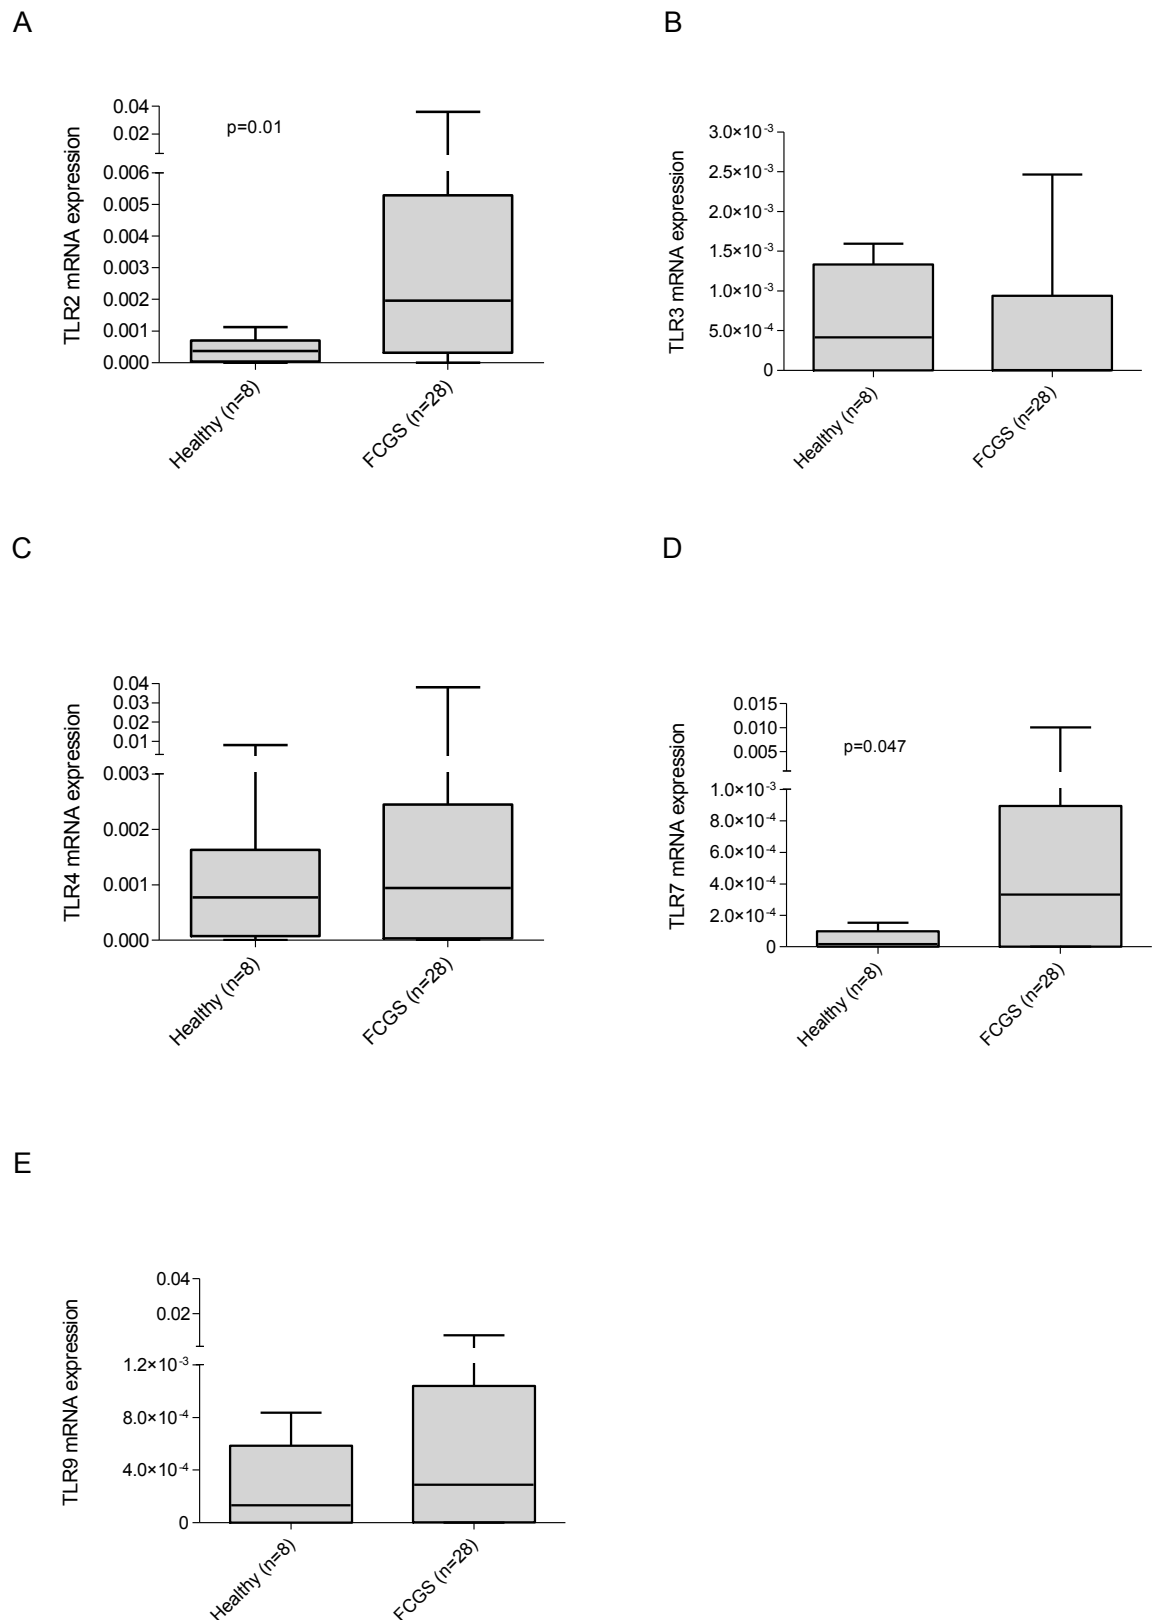 A
TLR2 mRNA expression
0.04
0.02
0.006
0.005
0.004
0.003
0.002
0.001
0.000
p=0.01
Healthy (n=8)
FCGS (n=28)
B
TLR3 mRNA expression
3.0×10⁻³
2.5×10⁻³
2.0×10⁻³
1.5×10⁻³
1.0×10⁻³
5.0×10⁻⁴
0
Healthy (n=8)
FCGS (n=28)
C
TLR4 mRNA expression
0.04
0.03
0.02
0.01
0.003
0.002
0.001
0.000
Healthy (n=8)
FCGS (n=28)
D
TLR7 mRNA expression
0.015
0.010
0.005
1.0×10⁻³
8.0×10⁻⁴
6.0×10⁻⁴
4.0×10⁻⁴
2.0×10⁻⁴
0
p=0.047
Healthy (n=8)
FCGS (n=28)
E
TLR9 mRNA expression
0.04
0.02
1.2×10⁻³
8.0×10⁻⁴
4.0×10⁻⁴
0
Healthy (n=8)
FCGS (n=28)